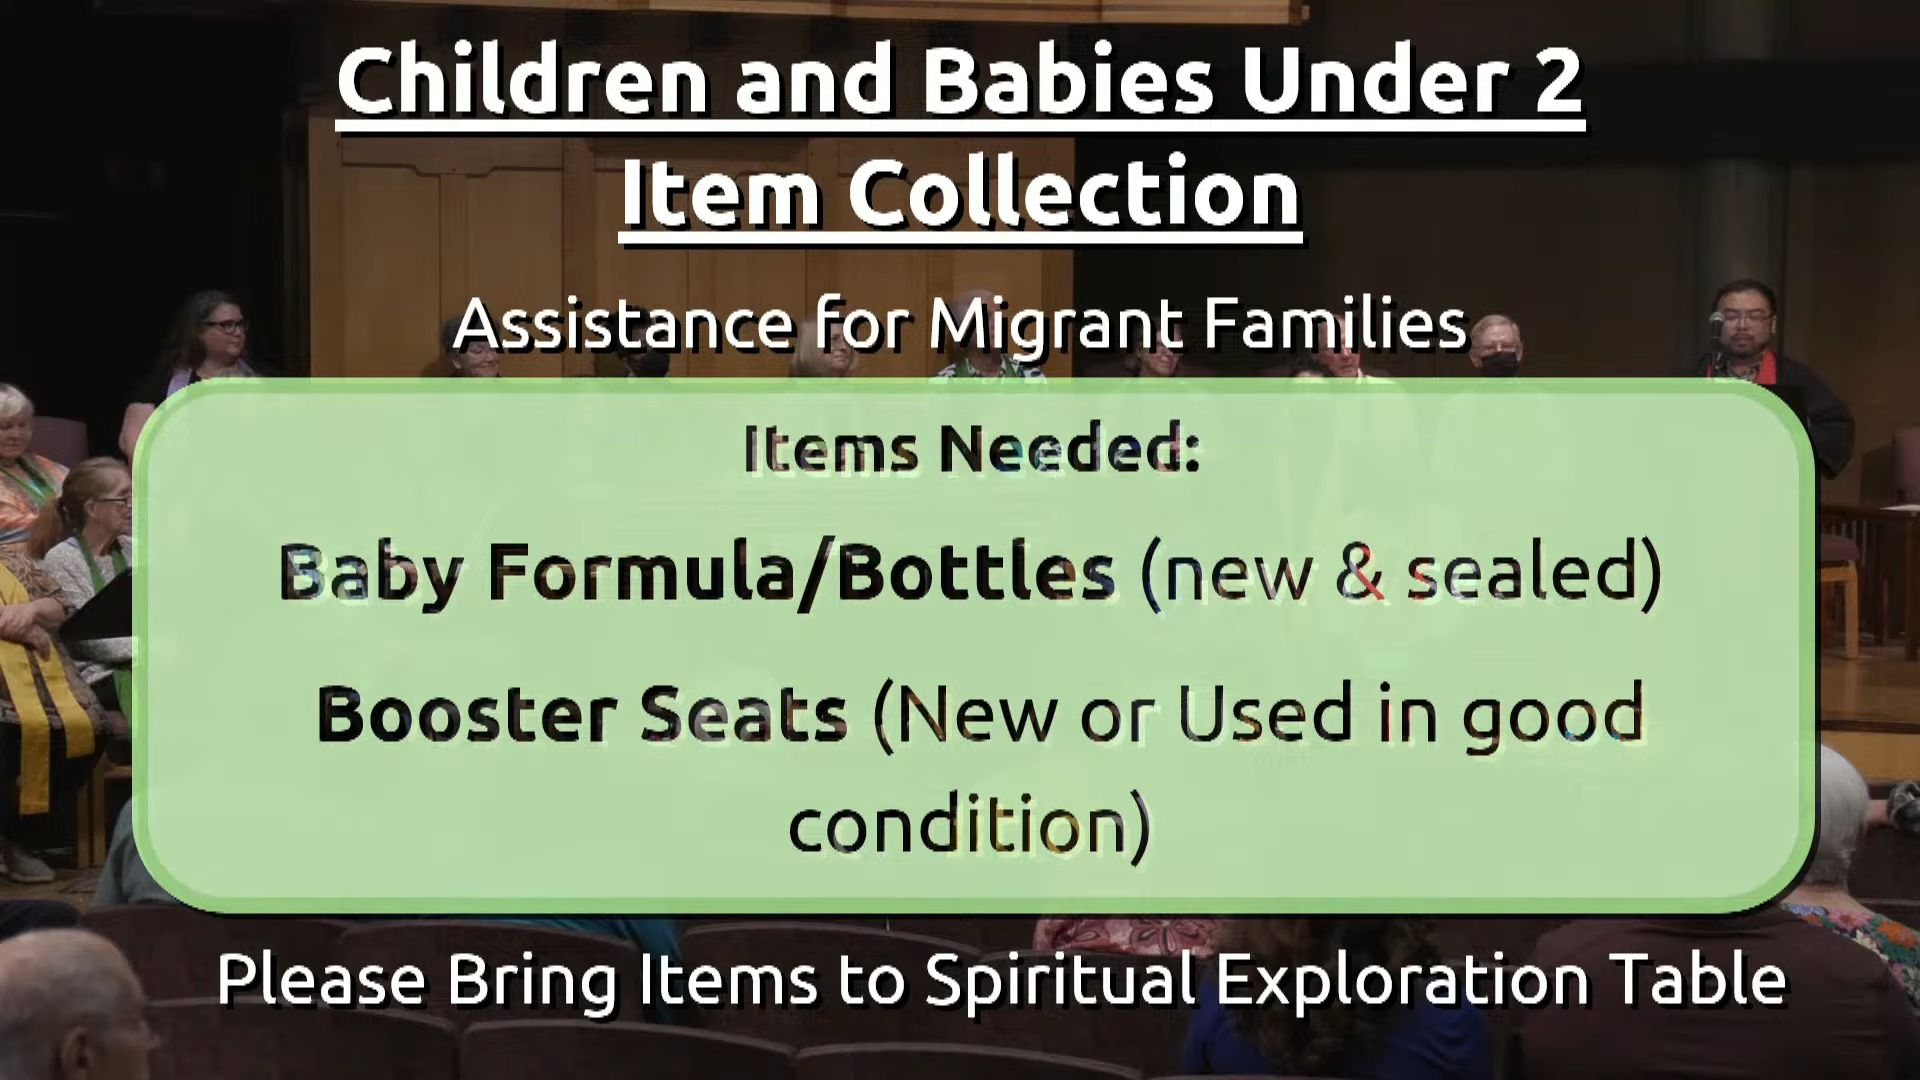 Children and Babies Under 2
Item Collection
Assistance for Migrant Families
Items Needed:
Baby Formula/Bottles (new & sealed)
Booster Seats (New or Used in good
condition)
Please Bring Items to Spiritual Exploration Table